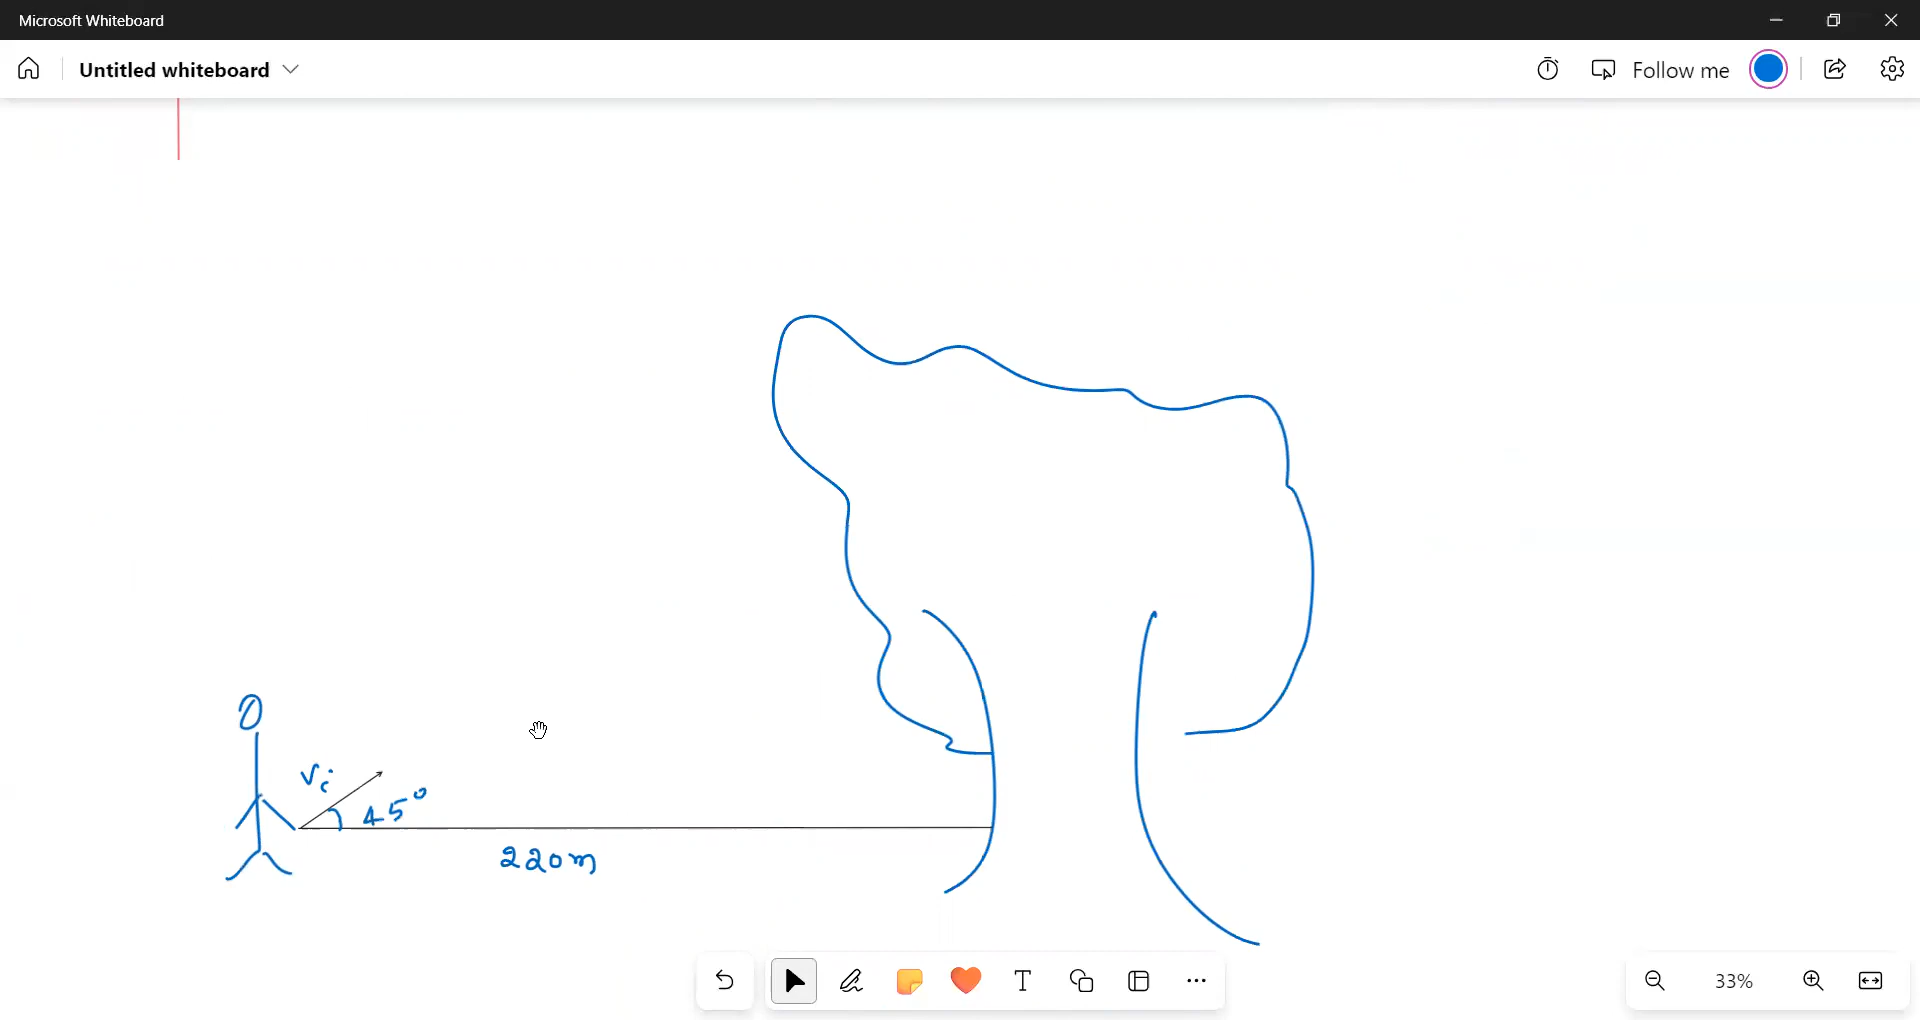 Microsoft Whiteboard
Untitled whiteboard
Follow me
vi
45°
220m
T
33%